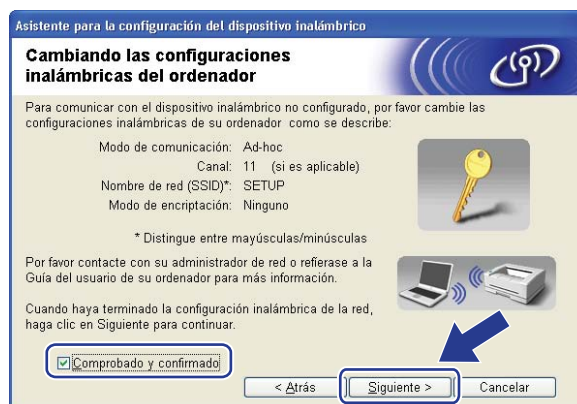 Asistente para la configuración del dispositivo inalámbrico
Cambiando las configuraciones
inalámbricas del ordenador
Para comunicar con el dispositivo inalámbrico no configurado, por favor cambie las
configuraciones inalámbricas de su ordenador como se describe:
Modo de comunicación: Ad-hoc
Canal: 11 (si es aplicable)
Nombre de red (SSID)*: SETUP
Modo de encriptación: Ninguno
* Distingue entre mayúsculas/minúsculas
Por favor contacte con su administrador de red o refierase a la
Guía del usuario de su ordenador para más información.
Cuando haya terminado la configuración inalámbrica de la red,
haga clic en Siguiente para continuar.
Comprobado y confirmado
< Atrás Siguiente > Cancelar